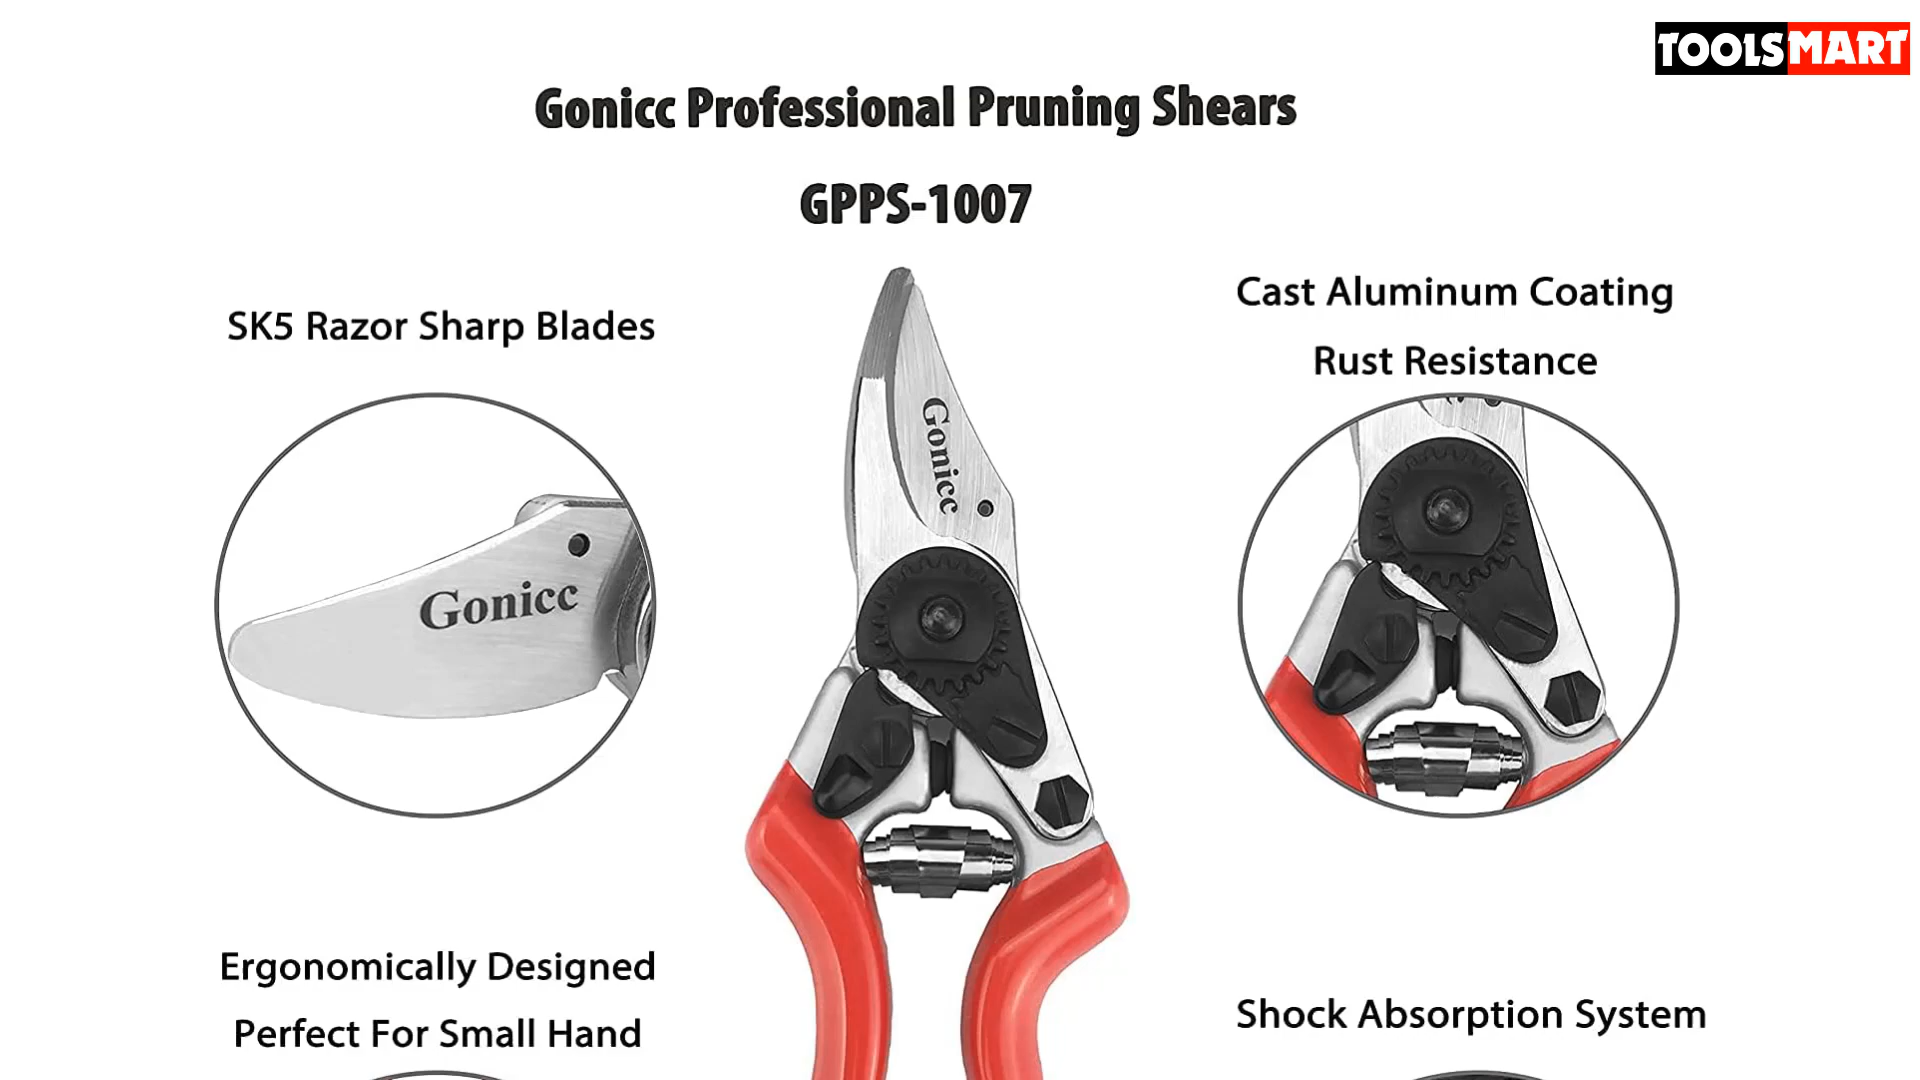 TOOLSMART
Gonicc Professional Pruning Shears
GPPS-1007
SK5 Razor Sharp Blades
Cast Aluminum Coating
Rust Resistance
Gonicc
Gonicc
Ergonomically Designed
Perfect For Small Hand
Shock Absorption System